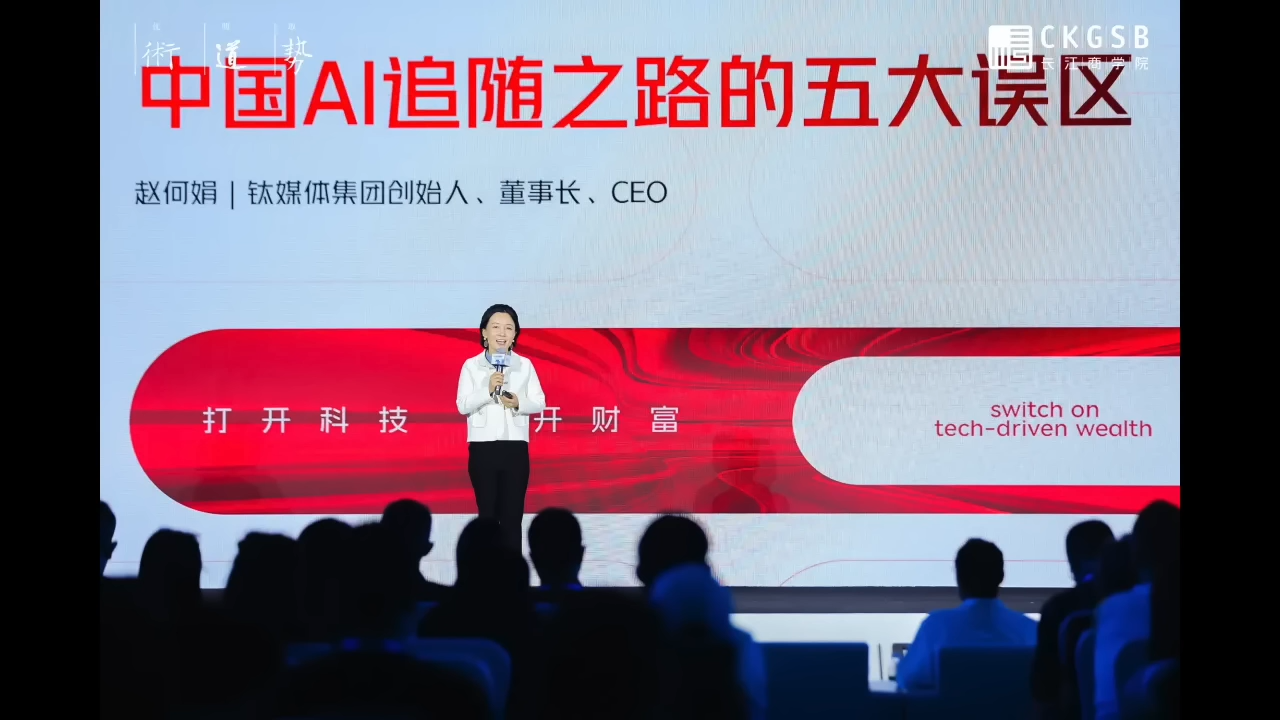 術 道 勢
CKGSB
长江商学院
中国AI追随之路的五大误区
赵何娟 | 钛媒体集团创始人、董事长、CEO
打开科技 开财富
switch on
tech-driven wealth